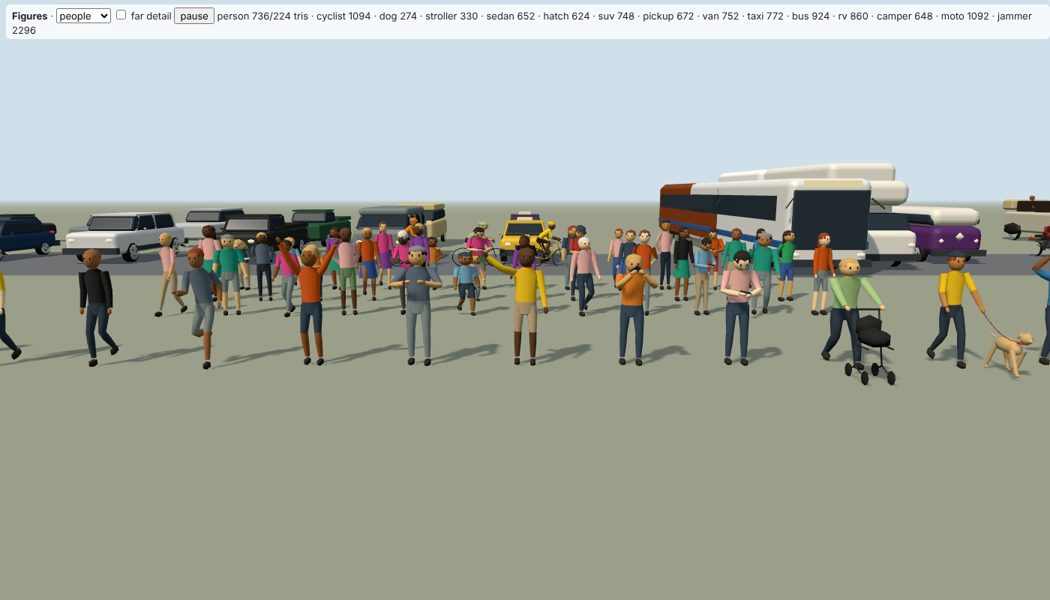 Figures · people far detail pause person 736/224 tris · cyclist 1094 · dog 274 · stroller 330 · sedan 652 · hatch 624 · suv 748 · pickup 672 · van 752 · taxi 772 · bus 924 · rv 860 · camper 648 · moto 1092 · jammer
2296